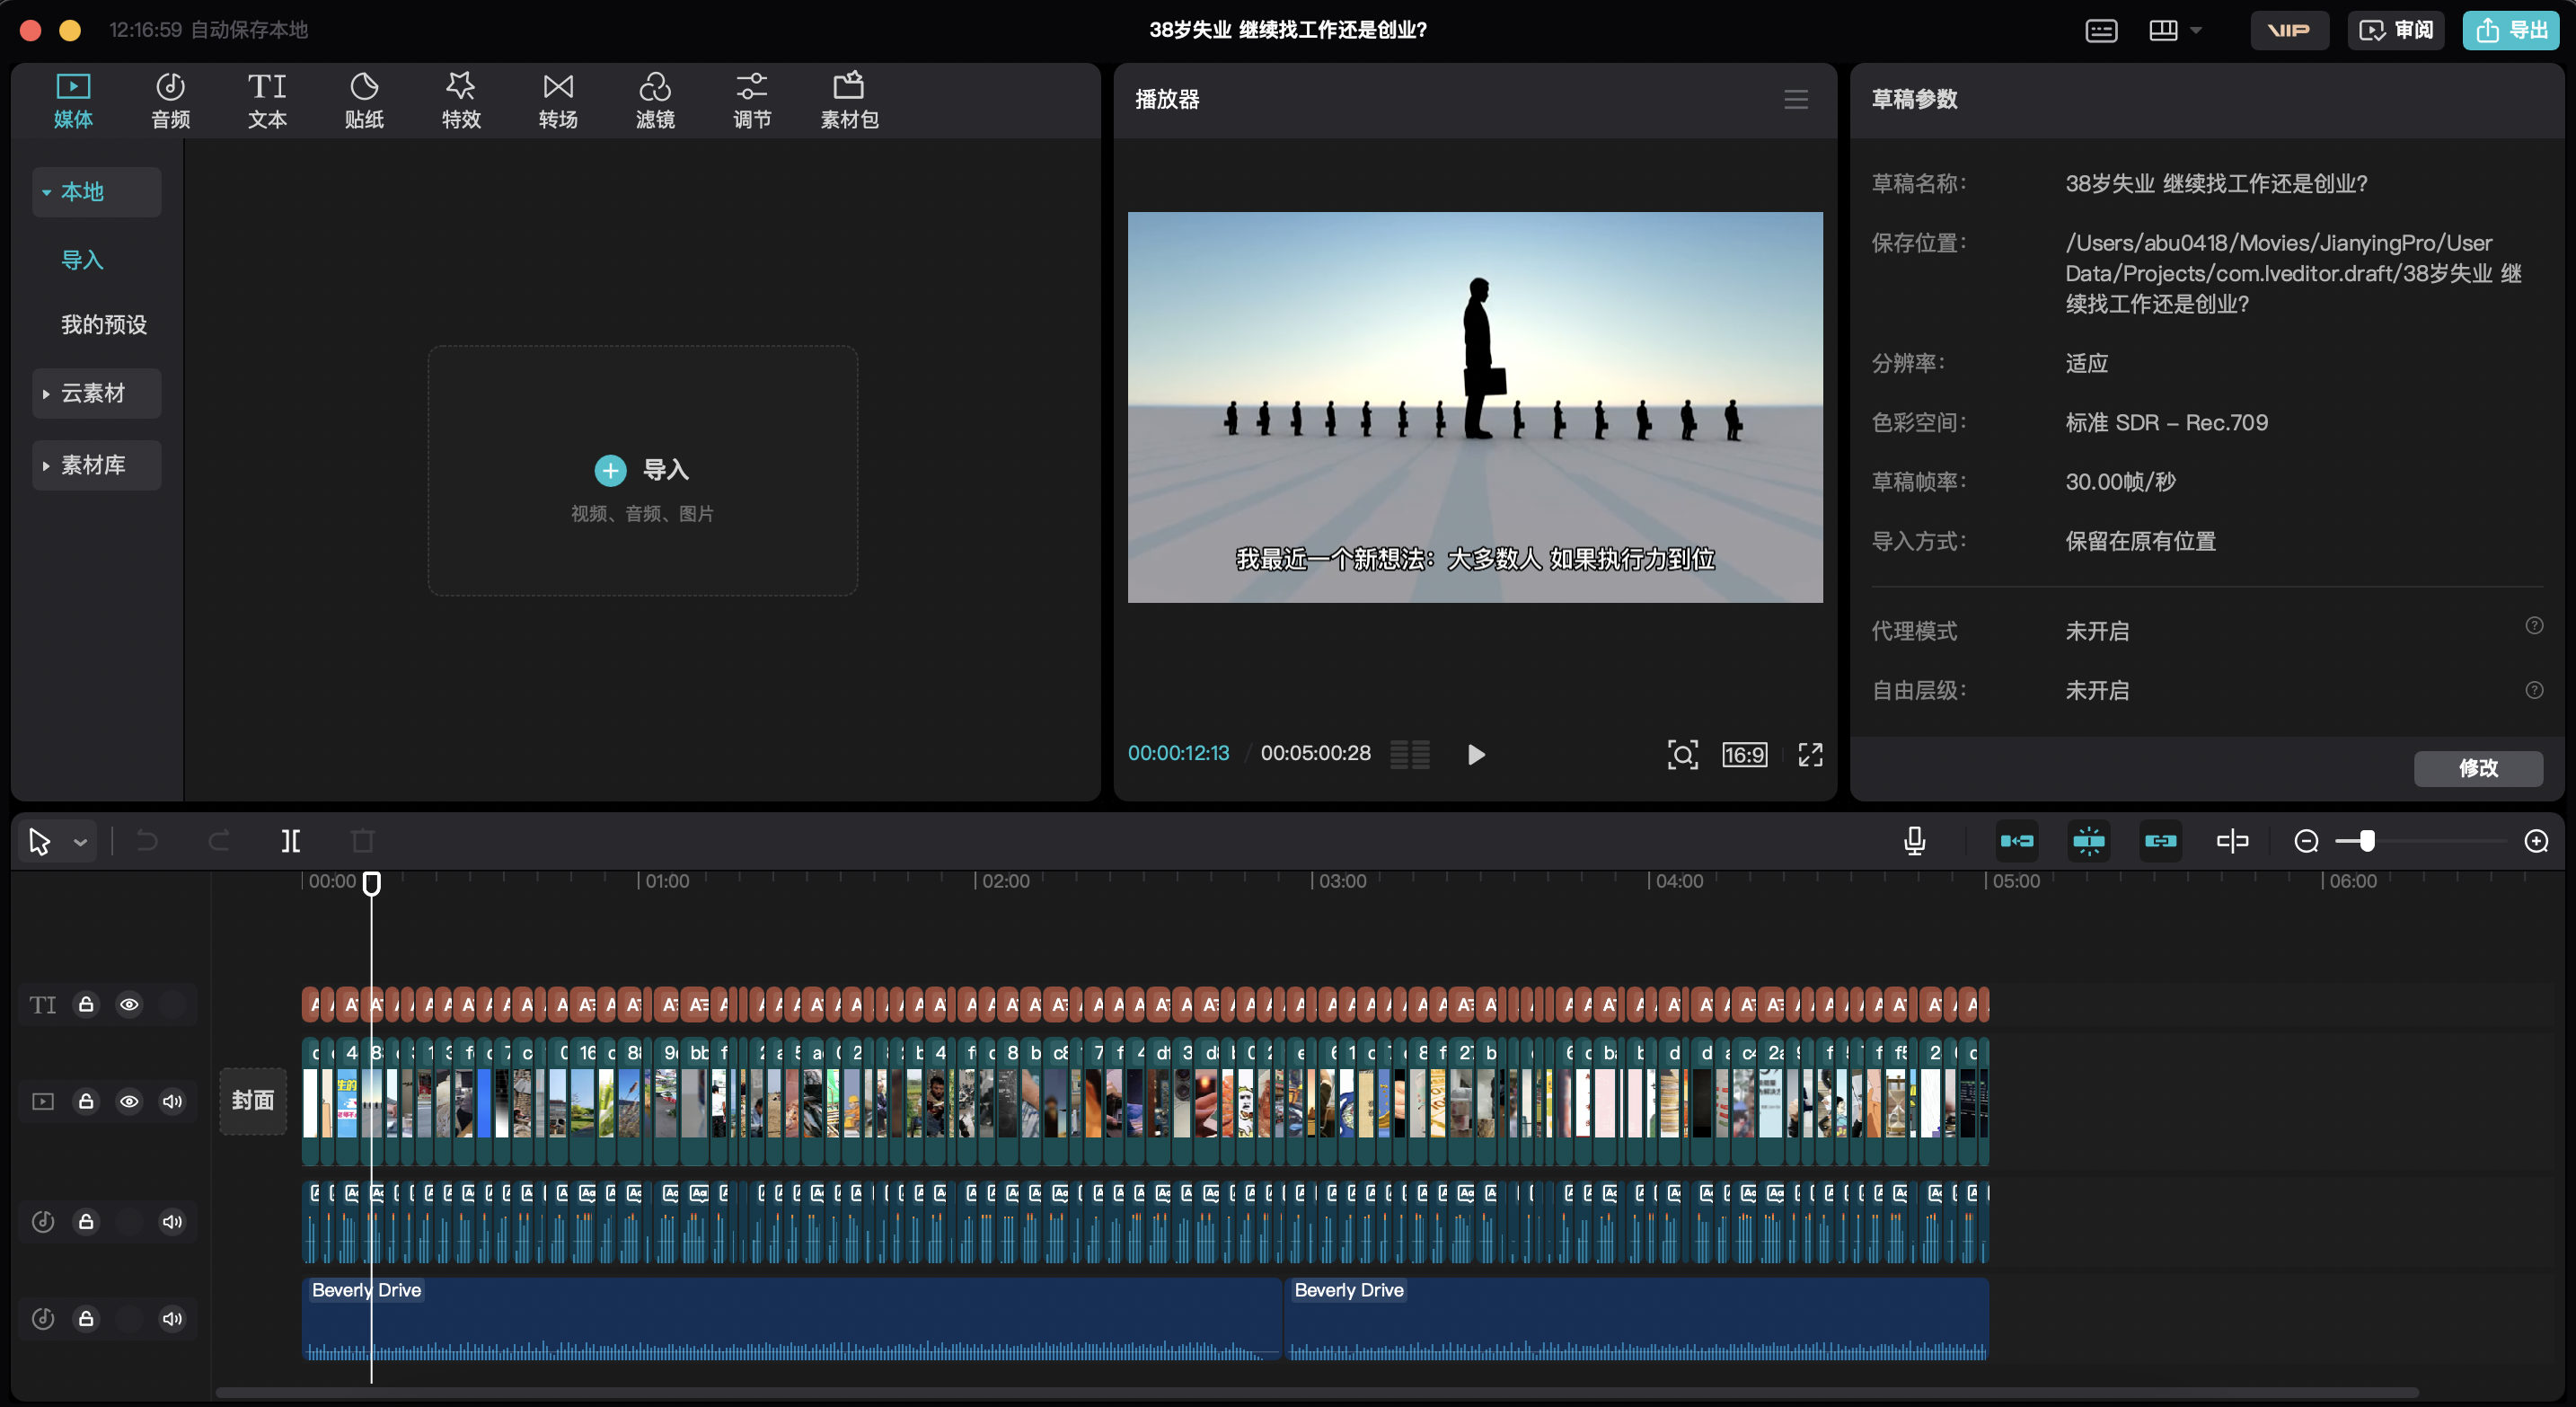 12:16:59 自动保存本地
38岁失业 继续找工作还是创业?
VIP
审阅
导出
媒体
音频
文本
贴纸
特效
转场
滤镜
调节
素材包
本地
导入
我的预设
云素材
素材库
导入
视频、音频、图片
播放器
我最近一个新想法：大多数人 如果执行力到位
00:00:12:13 / 00:05:00:28
16:9
草稿参数
草稿名称：
38岁失业 继续找工作还是创业?
保存位置：
/Users/abu0418/Movies/JianyingPro/User
Data/Projects/com.lveditor.draft/38岁失业 继
续找工作还是创业?
分辨率：
适应
色彩空间：
标准 SDR – Rec.709
草稿帧率：
30.00帧/秒
导入方式：
保留在原有位置
代理模式
未开启
自由层级：
未开启
修改
00:00
01:00
02:00
03:00
04:00
05:00
06:00
TI
封面
Beverly Drive
Beverly Drive